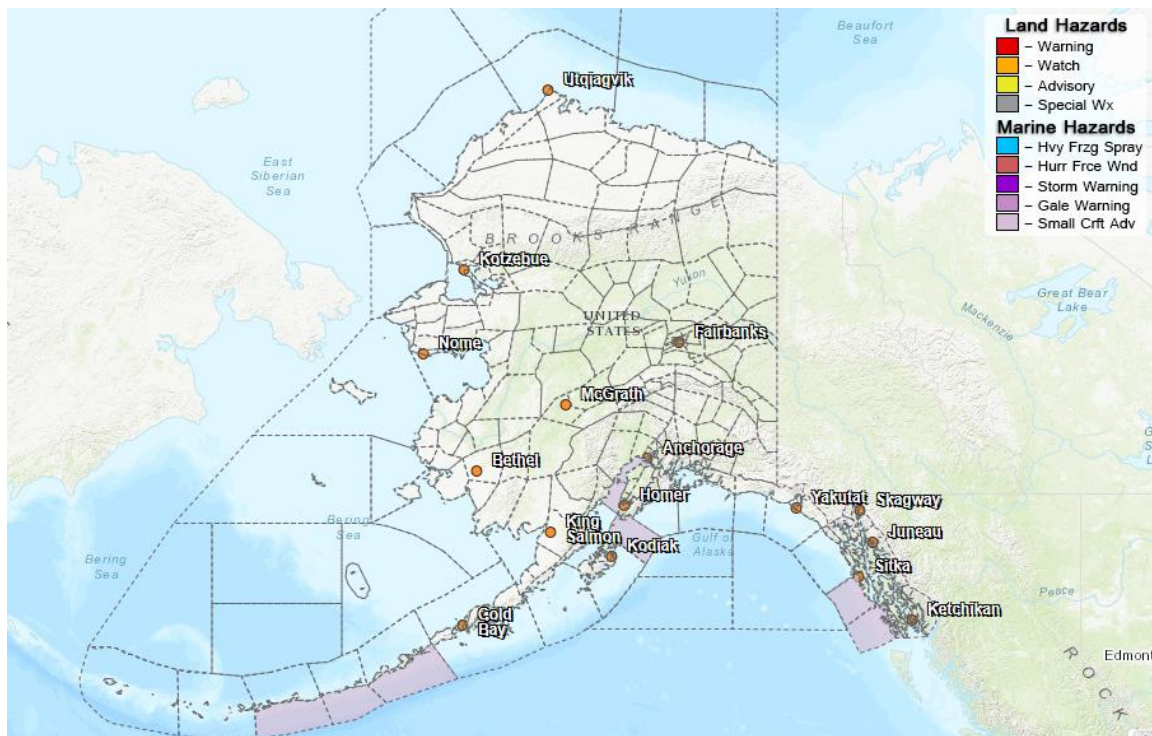 Beaufort
Sea
Land Hazards
– Warning
– Watch
– Advisory
– Special Wx
Marine Hazards
– Hvy Frzg Spray
– Hurr Frce Wnd
– Storm Warning
– Gale Warning
– Small Crft Adv
Utqiagvik
East
Siberian
Sea
BROOKS RANGE
Kotzebue
Yukon
Great Bear
Lake
Mackenzie
UNITED
STATES
Fairbanks
Nome
McGrath
Anchorage
Bethel
Homer
Yakutat
Skagway
King
Salmon
Bering
Sea
Kodiak
Gulf of
Alaska
Juneau
Bering
Sea
Sitka
Peace
Cold
Bay
Ketchikan
Edmont
ROCK